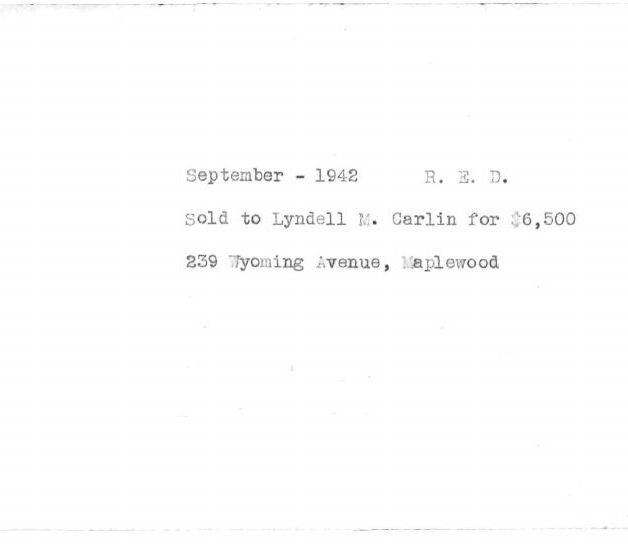 September - 1942 R. E. D.
Sold to Lyndell M. Carlin for $6,500
239 Wyoming Avenue, Maplewood